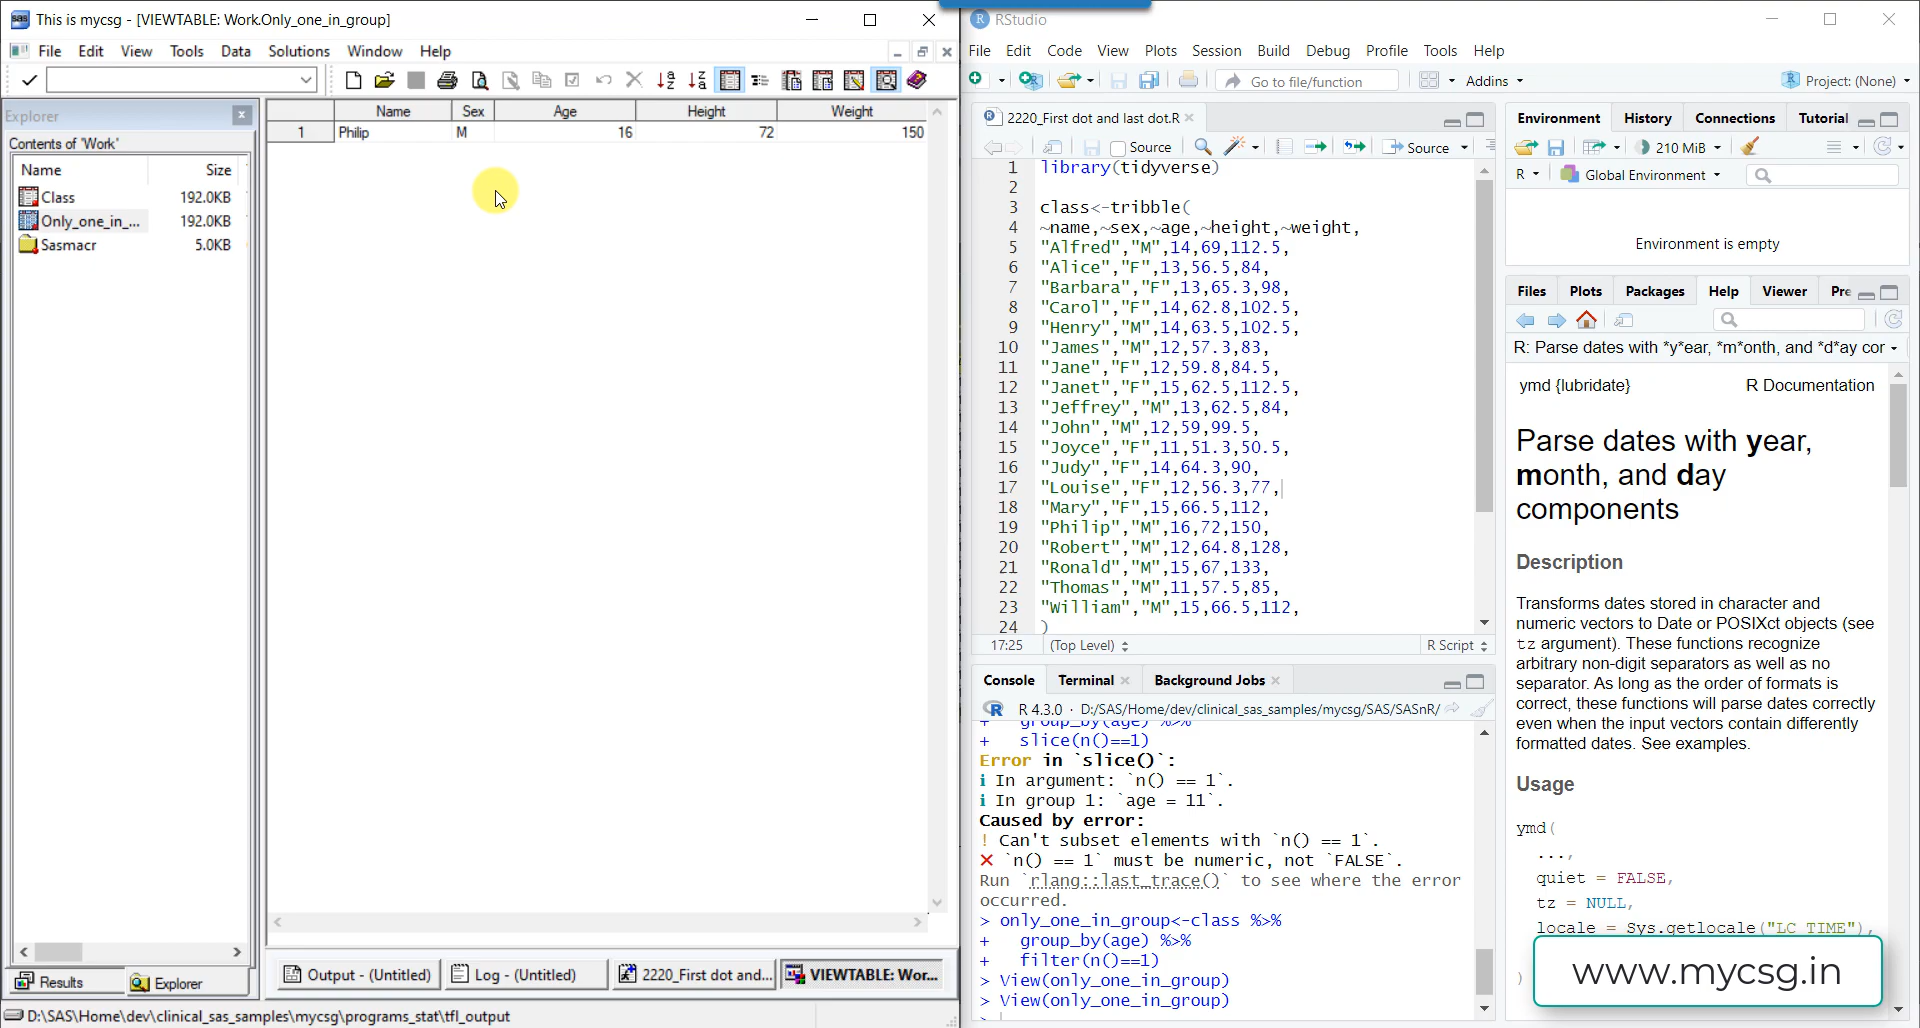 This is mycsg - [VIEWTABLE: Work.Only_one_in_group]
File Edit View Tools Data Solutions Window Help
Explorer
Contents of 'Work'
Name Size
Class 192.0KB
Only_one_in_... 192.0KB
Sasmacr 5.0KB
Name Sex Age Height Weight
1 Philip M 16 72 150
Results Explorer
Output - (Untitled) Log - (Untitled) 2220_First dot and... VIEWTABLE: Wor...
D:\SAS\Home\dev\clinical_sas_samples\mycsg\programs_stat\tfl_output
RStudio
File Edit Code View Plots Session Build Debug Profile Tools Help
Go to file/function Addins Project: (None)
2220_First dot and last dot.R
Source Source
1 library(tidyverse)
2
3 class<-tribble(
4 ~name,~sex,~age,~height,~weight,
5 "Alfred","M",14,69,112.5,
6 "Alice","F",13,56.5,84,
7 "Barbara","F",13,65.3,98,
8 "Carol","F",14,62.8,102.5,
9 "Henry","M",14,63.5,102.5,
10 "James","M",12,57.3,83,
11 "Jane","F",12,59.8,84.5,
12 "Janet","F",15,62.5,112.5,
13 "Jeffrey","M",13,62.5,84,
14 "John","M",12,59,99.5,
15 "Joyce","F",11,51.3,50.5,
16 "Judy","F",14,64.3,90,
17 "Louise","F",12,56.3,77,
18 "Mary","F",15,66.5,112,
19 "Philip","M",16,72,150,
20 "Robert","M",12,64.8,128,
21 "Ronald","M",15,67,133,
22 "Thomas","M",11,57.5,85,
23 "William","M",15,66.5,112,
24 )
17:25 (Top Level) R Script
Console Terminal Background Jobs
R 4.3.0 · D:/SAS/Home/dev/clinical_sas_samples/mycsg/SAS/SASnR/
+ group_by(age) %>%
+ slice(n()==1)
Error in `slice()`:
i In argument: `n() == 1`.
i In group 1: `age = 11`.
Caused by error:
! Can't subset elements with `n() == 1`.
✕ `n() == 1` must be numeric, not `FALSE`.
Run `rlang::last_trace()` to see where the error
occurred.
> only_one_in_group<-class %>%
+ group_by(age) %>%
+ filter(n()==1)
> View(only_one_in_group)
> View(only_one_in_group)
>
Environment History Connections Tutorial
210 MiB
R Global Environment
Environment is empty
Files Plots Packages Help Viewer Pre
R: Parse dates with *y*ear, *m*onth, and *d*ay cor
ymd {lubridate} R Documentation
Parse dates with year,
month, and day
components
Description
Transforms dates stored in character and
numeric vectors to Date or POSIXct objects (see
tz argument). These functions recognize
arbitrary non-digit separators as well as no
separator. As long as the order of formats is
correct, these functions will parse dates correctly
even when the input vectors contain differently
formatted dates. See examples.
Usage
ymd(
...,
quiet = FALSE,
tz = NULL,
locale = Sys.getlocale("LC_TIME"),
)
www.mycsg.in